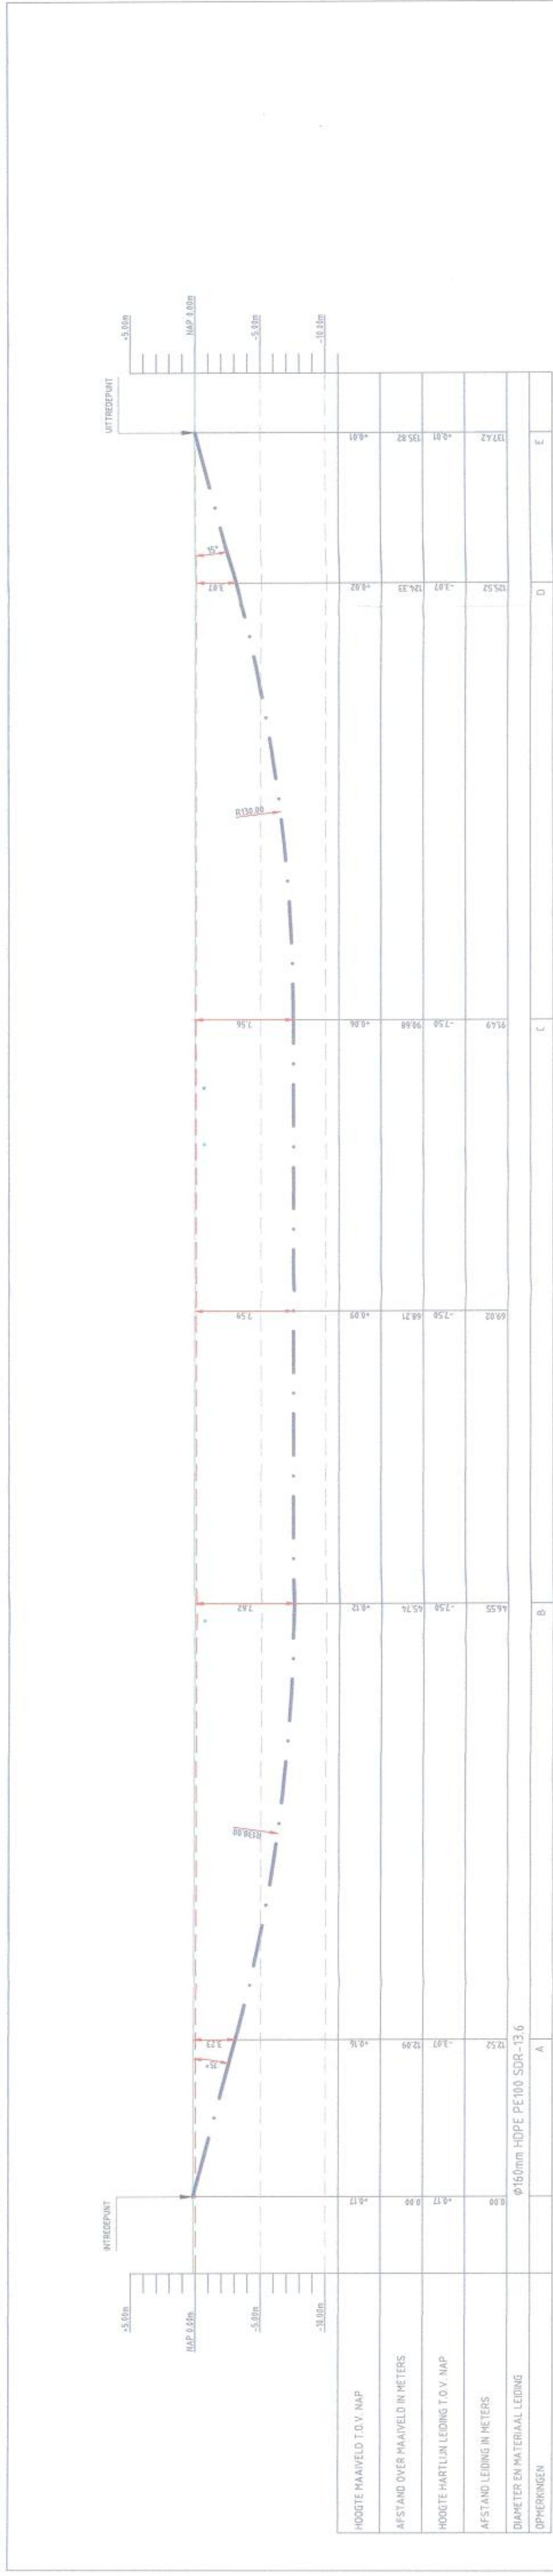 INTREDEPUNT
UITTREDEPUNT
+5.00m
NAP 0.00m
-5.00m
-10.00m
+5.00m
NAP 0.00m
-5.00m
-10.00m
15°
3.23
R130.00
7.62
7.59
7.56
R130.00
3.07
15°
HOOGTE MAAIVELD T.O.V. NAP +0.17 +0.16 +0.12 +0.09 +0.06 +0.02 +0.01
AFSTAND OVER MAAIVELD IN METERS 0.00 12.09 45.74 68.21 90.68 124.33 135.82
HOOGTE HARTLIJN LEIDING T.O.V. NAP +0.17 -3.07 -7.50 -7.50 -7.50 -3.07 +0.01
AFSTAND LEIDING IN METERS 0.00 12.52 46.55 69.02 91.49 125.52 137.42
DIAMETER EN MATERIAAL LEIDING Ø160mm HDPE PE100 SDR-13.6
OPMERKINGEN A B C D E